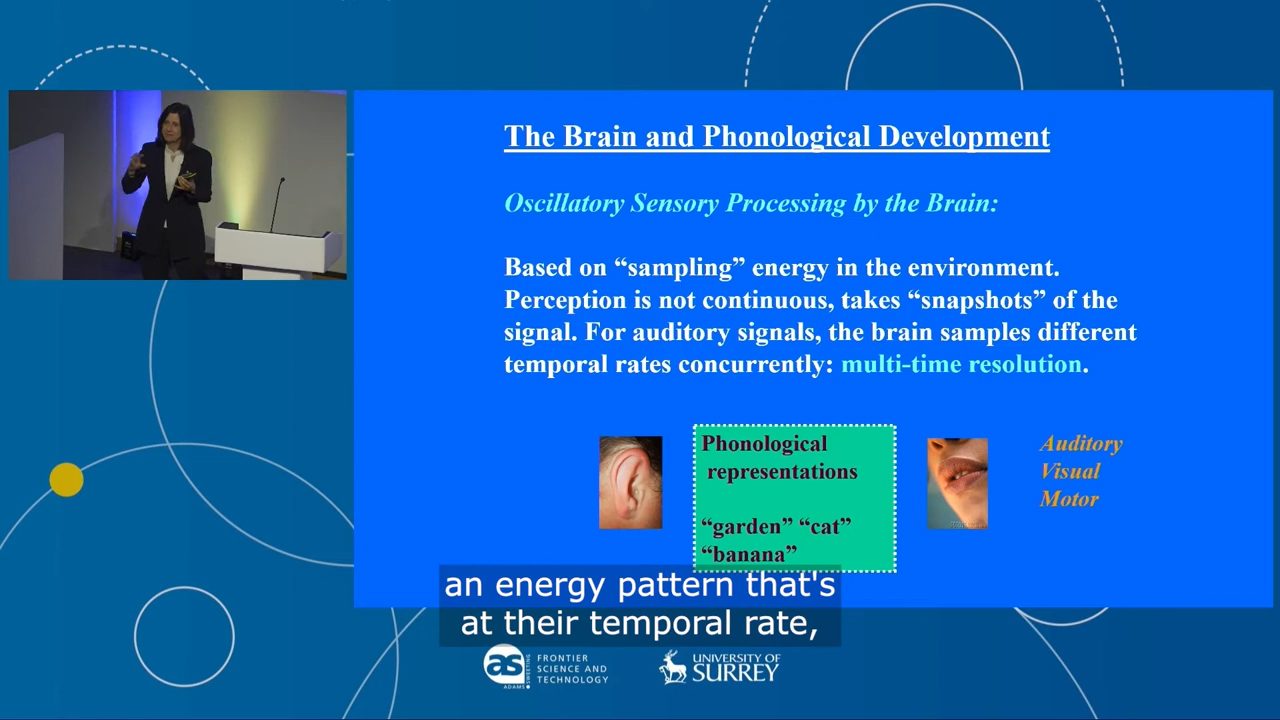 The Brain and Phonological Development
Oscillatory Sensory Processing by the Brain:
Based on “sampling” energy in the environment.
Perception is not continuous, takes “snapshots” of the
signal. For auditory signals, the brain samples different
temporal rates concurrently: multi-time resolution.
Phonological
representations
“garden” “cat”
“banana”
Auditory
Visual
Motor
an energy pattern that's
at their temporal rate,
as
ADAMS
SWEETING
FRONTIER
SCIENCE AND
TECHNOLOGY
UNIVERSITY OF
SURREY